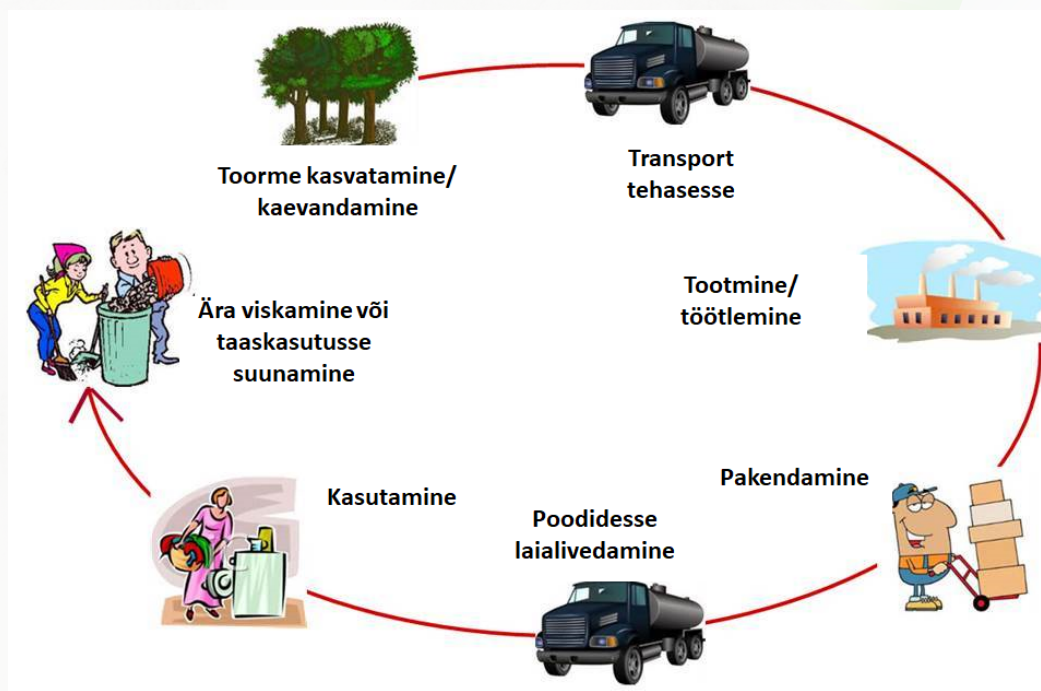 Toorme kasvatamine/
kaevandamine
Transport
tehasesse
Tootmine/
töötlemine
Pakendamine
Poodidesse
laialivedamine
Kasutamine
Ära viskamine või
taaskasutusse
suunamine